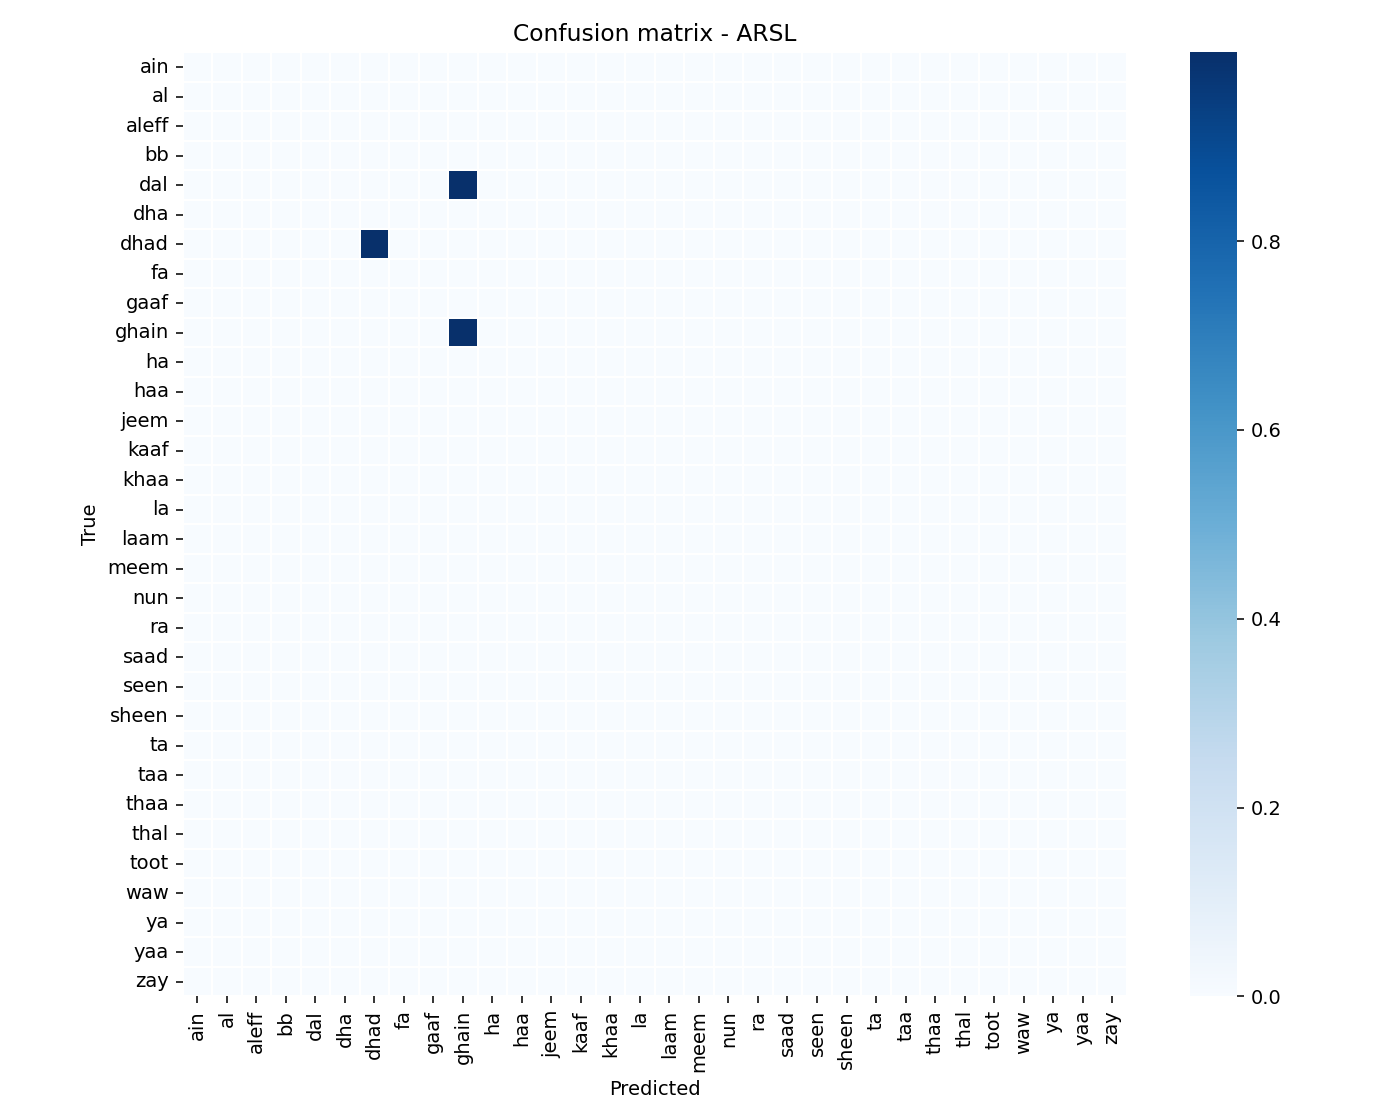 Confusion matrix - ARSL
True
ain
al
aleff
bb
dal
dha
dhad
fa
gaaf
ghain
ha
haa
jeem
kaaf
khaa
la
laam
meem
nun
ra
saad
seen
sheen
ta
taa
thaa
thal
toot
waw
ya
yaa
zay
ain al aleff bb dal dha dhad fa gaaf ghain ha haa jeem kaaf khaa la laam meem nun ra saad seen sheen ta taa thaa thal toot waw ya yaa zay
Predicted
0.8
0.6
0.4
0.2
0.0